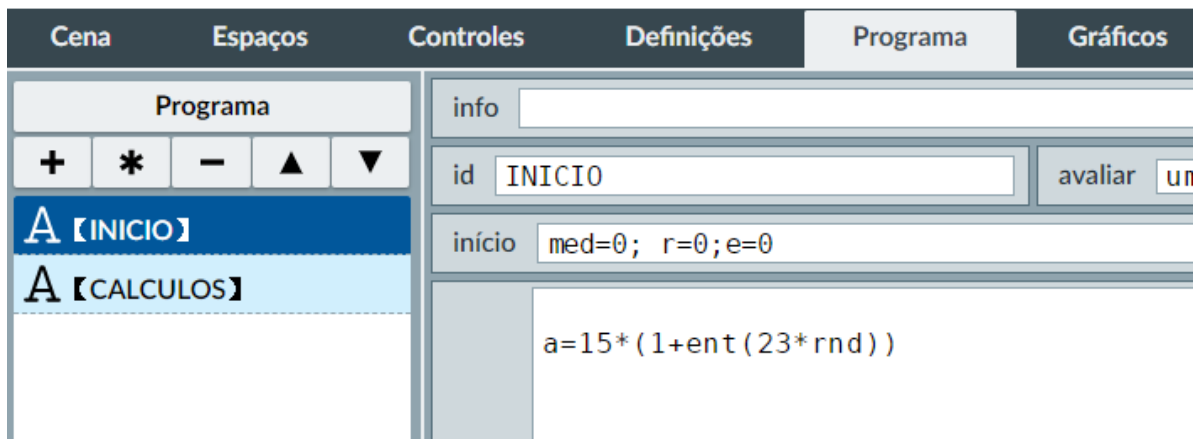 Cena Espaços Controles Definições Programa Gráficos
Programa
+ * − ▲ ▼
A【INICIO】
A【CALCULOS】
info
id INICIO avaliar
início med=0; r=0;e=0
a=15*(1+ent(23*rnd))